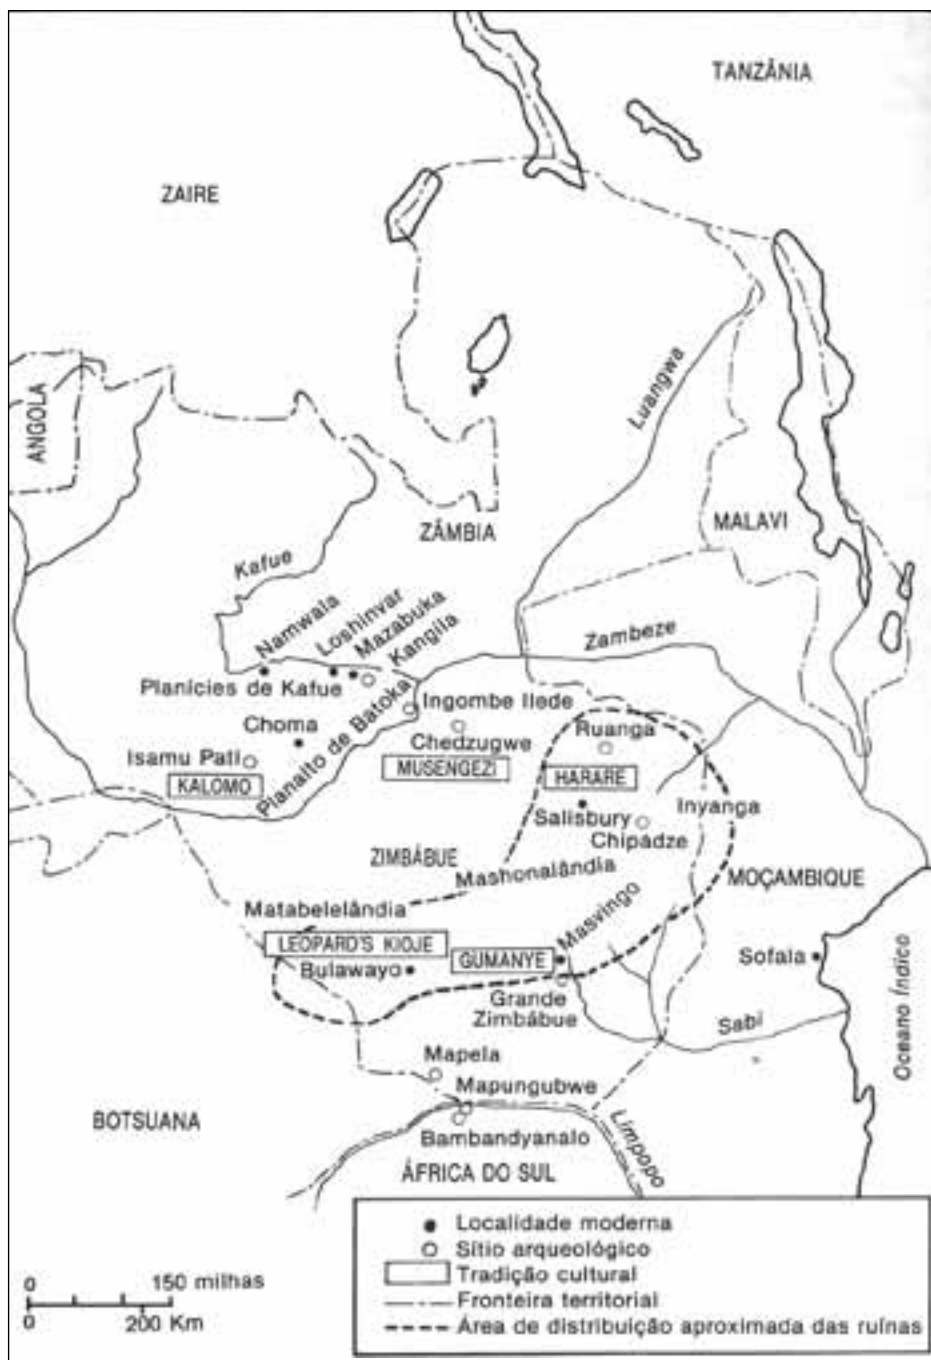 TANZÂNIA
ZAIRE
ANGOLA
Luangwa
ZÂMBIA
MALAVI
Kafue
Namwala
Loshinvar
Mazabuka
Kangila
Zambeze
Planícies de Kafue
Planalto de Batoka
Ingombe Ilede
Choma
Chedzugwe
Ruanga
Isamu Pati
KALOMO
MUSENGEZI
HARARE
Salisbury
Inyanga
Chipadze
ZIMBÁBUE
Mashonalândia
MOÇAMBIQUE
Matabelelândia
LEOPARD'S KIOJE
GUMANYE
Masvingo
Bulawayo
Sofala
Grande
Zimbábue
Sabi
Oceano Índico
Mapela
Mapungubwe
BOTSUANA
Bambandyanalo
Limpopo
ÁFRICA DO SUL
Localidade moderna
Sítio arqueológico
Tradição cultural
Fronteira territorial
Área de distribuição aproximada das ruínas
0 150 milhas
0 200 Km